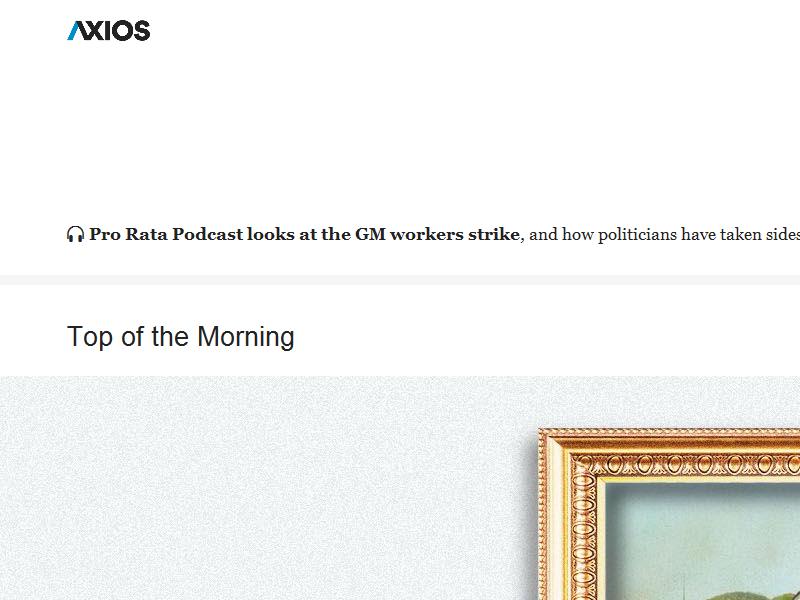 AXIOS
Pro Rata Podcast looks at the GM workers strike, and how politicians have taken sides
Top of the Morning